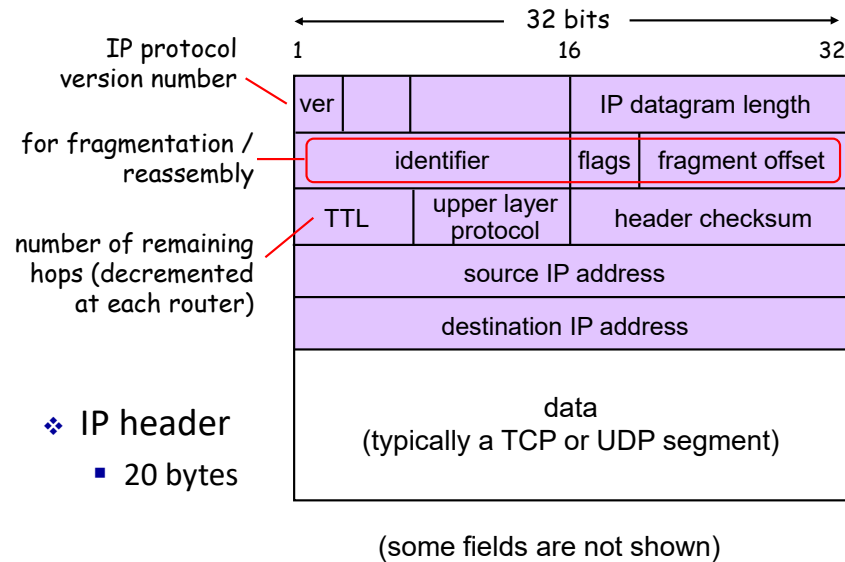 32 bits
IP protocol
version number
1 16 32
ver IP datagram length
for fragmentation /
reassembly
identifier flags fragment offset
TTL upper layer
protocol header checksum
number of remaining
hops (decremented
at each router)
source IP address
destination IP address
data
(typically a TCP or UDP segment)
❖ IP header
▪ 20 bytes
(some fields are not shown)